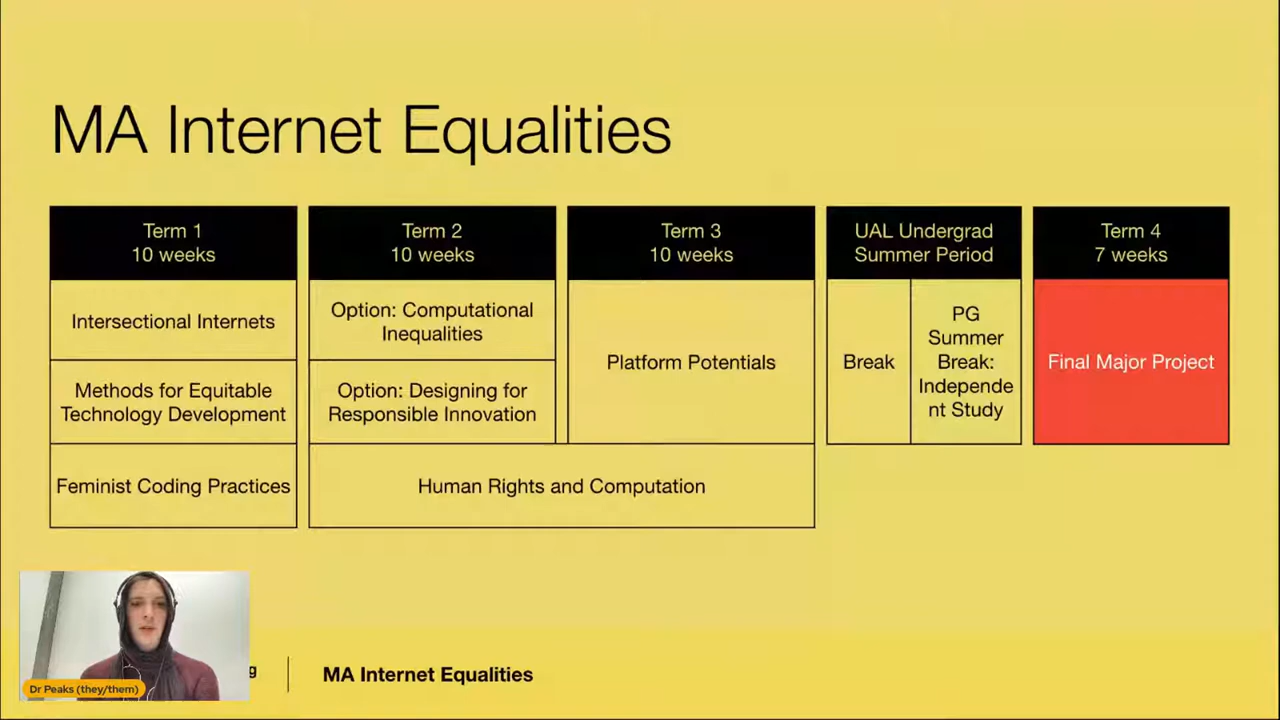 MA Internet Equalities
Term 1
10 weeks
Intersectional Internets
Methods for Equitable
Technology Development
Feminist Coding Practices
Term 2
10 weeks
Option: Computational
Inequalities
Option: Designing for
Responsible Innovation
Term 3
10 weeks
Platform Potentials
Human Rights and Computation
UAL Undergrad
Summer Period
Break
PG
Summer
Break:
Independe
nt Study
Term 4
7 weeks
Final Major Project
Dr Peaks (they/them)
g
MA Internet Equalities